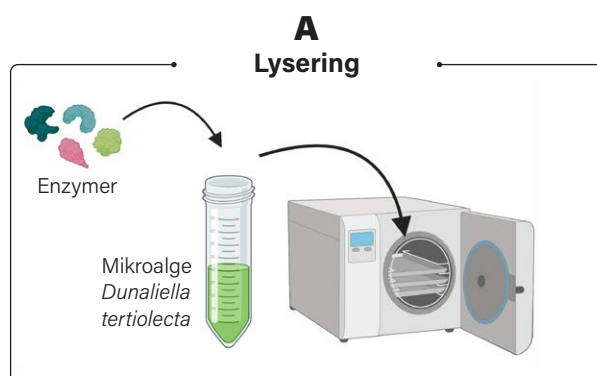 A
Lysering
Enzymer
Mikroalge
Dunaliella
tertiolecta